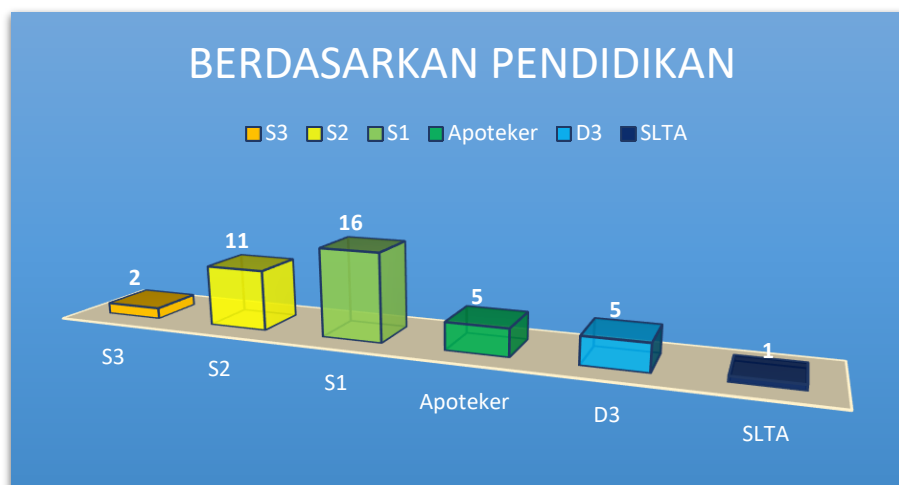 BERDASARKAN PENDIDIKAN
S3 S2 S1 Apoteker D3 SLTA
2
11
16
5
5
1
S3
S2
S1
Apoteker
D3
SLTA